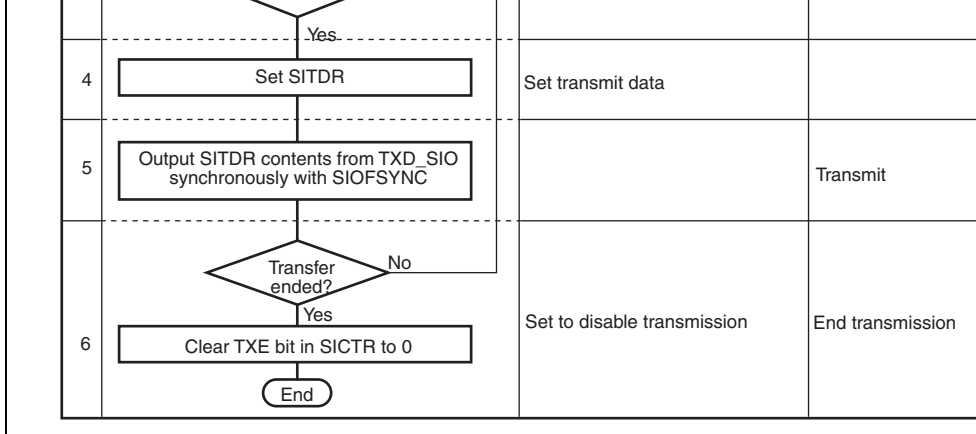 Yes
4
Set SITDR
Set transmit data
5
Output SITDR contents from TXD_SIO
synchronously with SIOFSYNC
Transmit
Transfer
ended?
No
Yes
6
Clear TXE bit in SICTR to 0
Set to disable transmission
End transmission
End